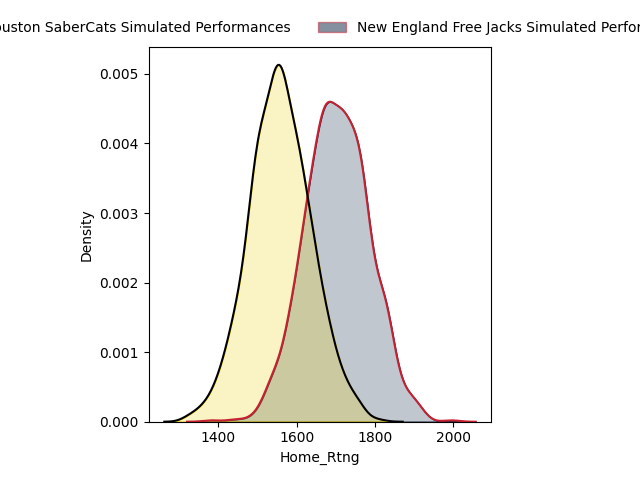 uston SaberCats Simulated Performances
New England Free Jacks Simulated Perfor
0.005
0.004
0.003
0.002
0.001
0.000
Density
1400 1600 1800 2000
Home_Rtng